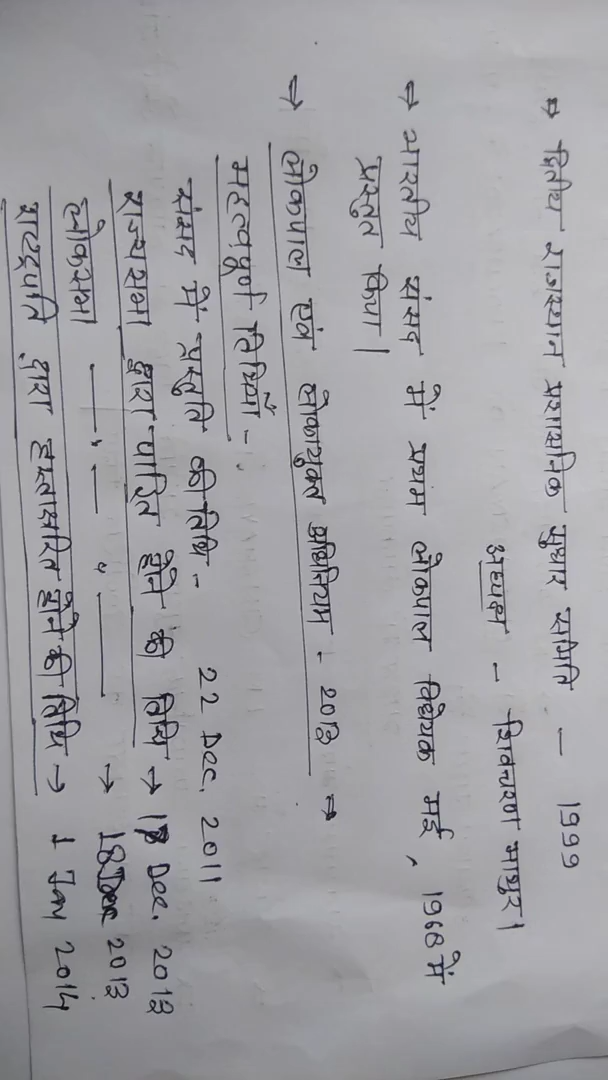 ⇒ द्वितीय राजस्थान प्रशासनिक सुधार समिति – 1999
अध्यक्ष – शिवचरण माथुर।
⇒ भारतीय संसद में प्रथम लोकपाल विधेयक मई, 1968 में
प्रस्तुत किया।
⇒ लोकपाल एवं लोकायुक्त अधिनियम - 2013 ⇒
महत्वपुर्ण तिथियाँ –
संसद में प्रस्तुति की तिथि – 22 Dec. 2011
राज्यसभा द्वारा पारित होने की तिथि → 17 Dec. 2013
लोकसभा —— " —— " —— → 18 Dec 2013
राष्ट्रपति द्वारा हस्ताक्षरित होने की तिथि → 1 Jan 2014